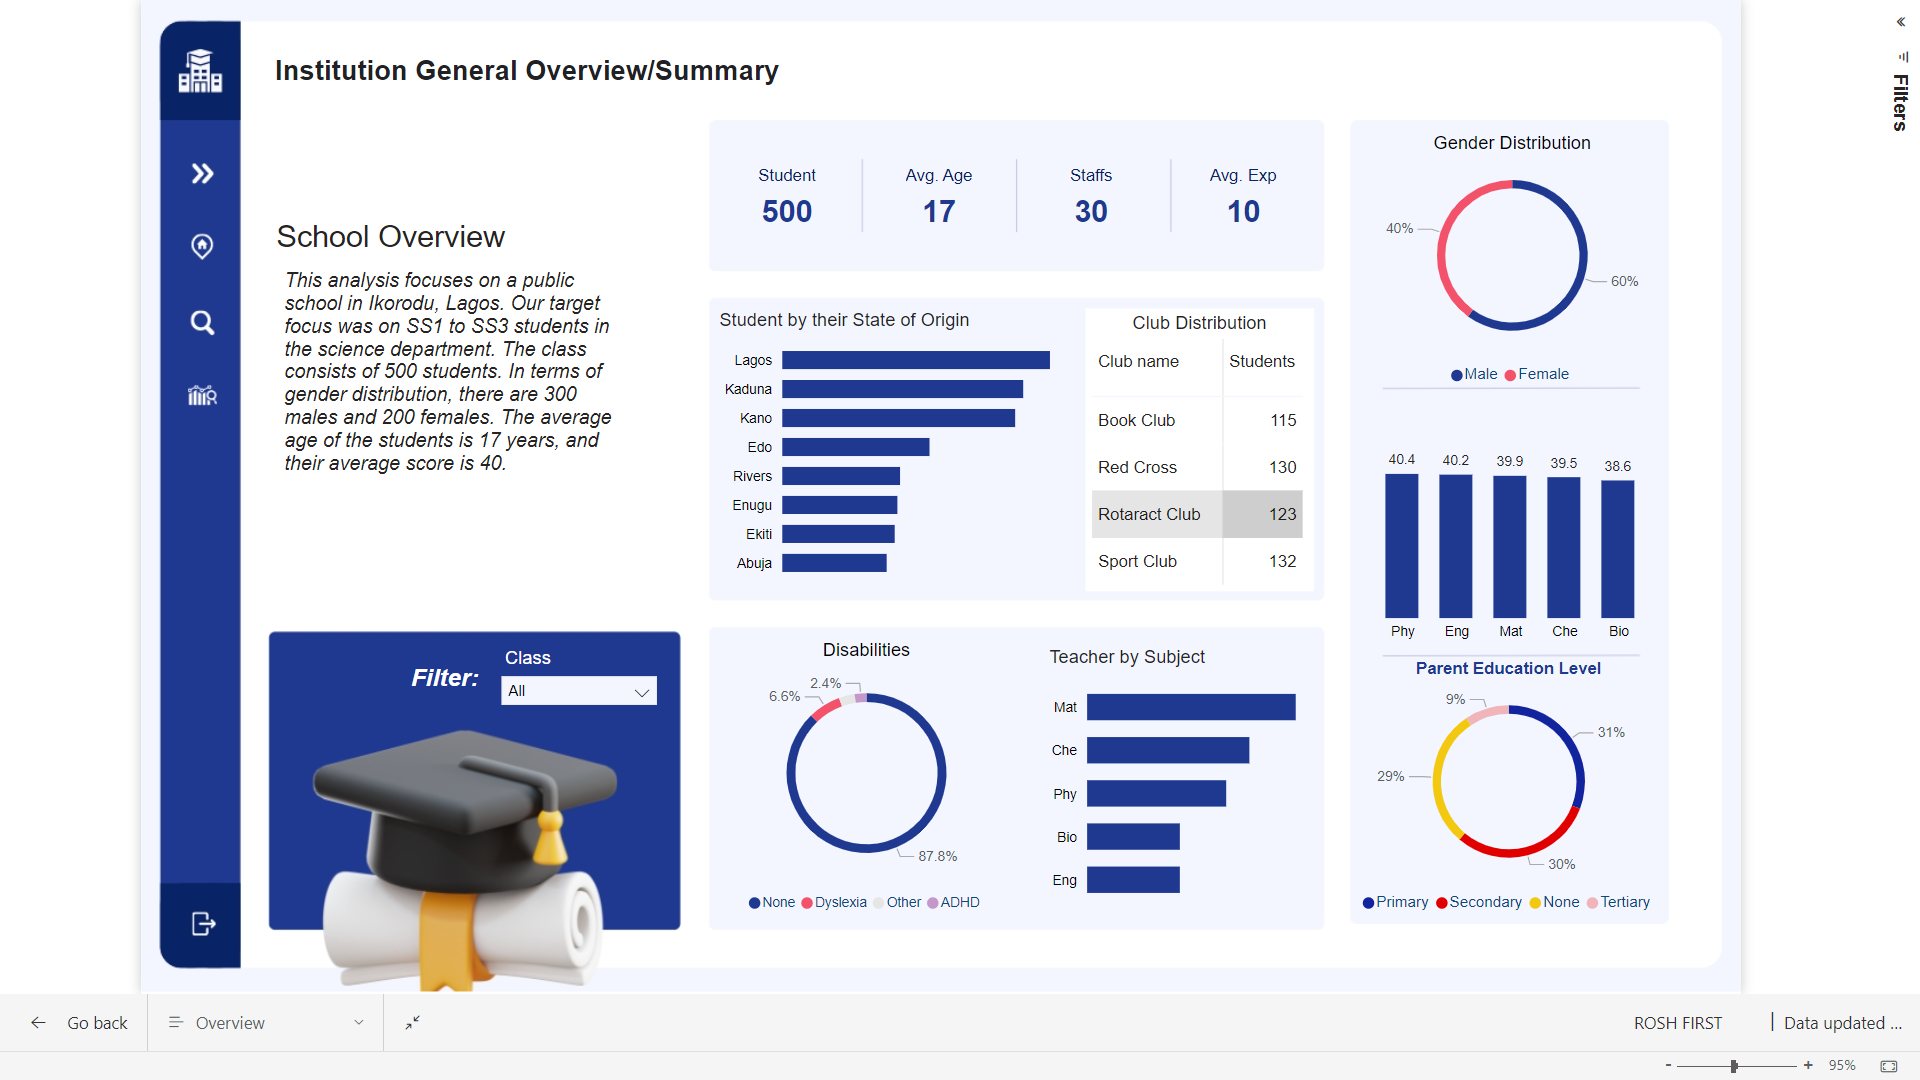 Institution General Overview/Summary
School Overview
This analysis focuses on a public
school in Ikorodu, Lagos. Our target
focus was on SS1 to SS3 students in
the science department. The class
consists of 500 students. In terms of
gender distribution, there are 300
males and 200 females. The average
age of the students is 17 years, and
their average score is 40.
Filter:
Class
All
Student
500
Avg. Age
17
Staffs
30
Avg. Exp
10
Student by their State of Origin
Lagos
Kaduna
Kano
Edo
Rivers
Enugu
Ekiti
Abuja
Club Distribution
Club name Students
Book Club 115
Red Cross 130
Rotaract Club 123
Sport Club 132
Disabilities
2.4%
6.6%
87.8%
None Dyslexia Other ADHD
Teacher by Subject
Mat
Che
Phy
Bio
Eng
Gender Distribution
40%
60%
Male Female
40.4 40.2 39.9 39.5 38.6
Phy Eng Mat Che Bio
Parent Education Level
9%
31%
29%
30%
Primary Secondary None Tertiary
Filters
Go back
Overview
ROSH FIRST
Data updated ...
- + 95%